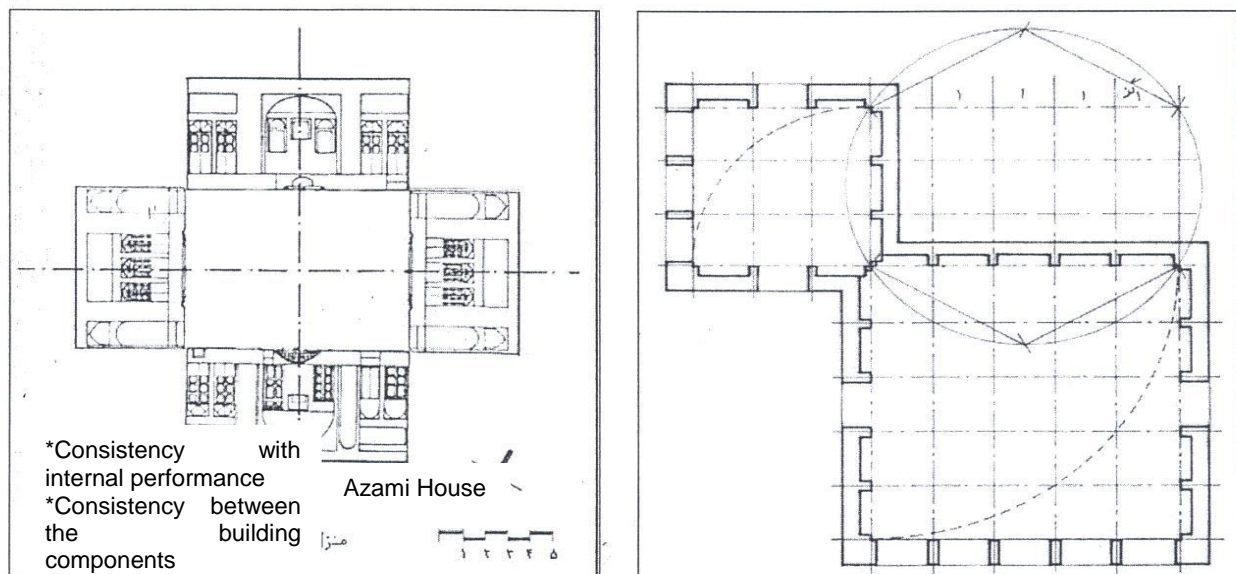 *Consistency with
internal performance
*Consistency between
the building
components
Azami House
۱ ۲ ۳ ۴ ۵
۱ ۱ ۱